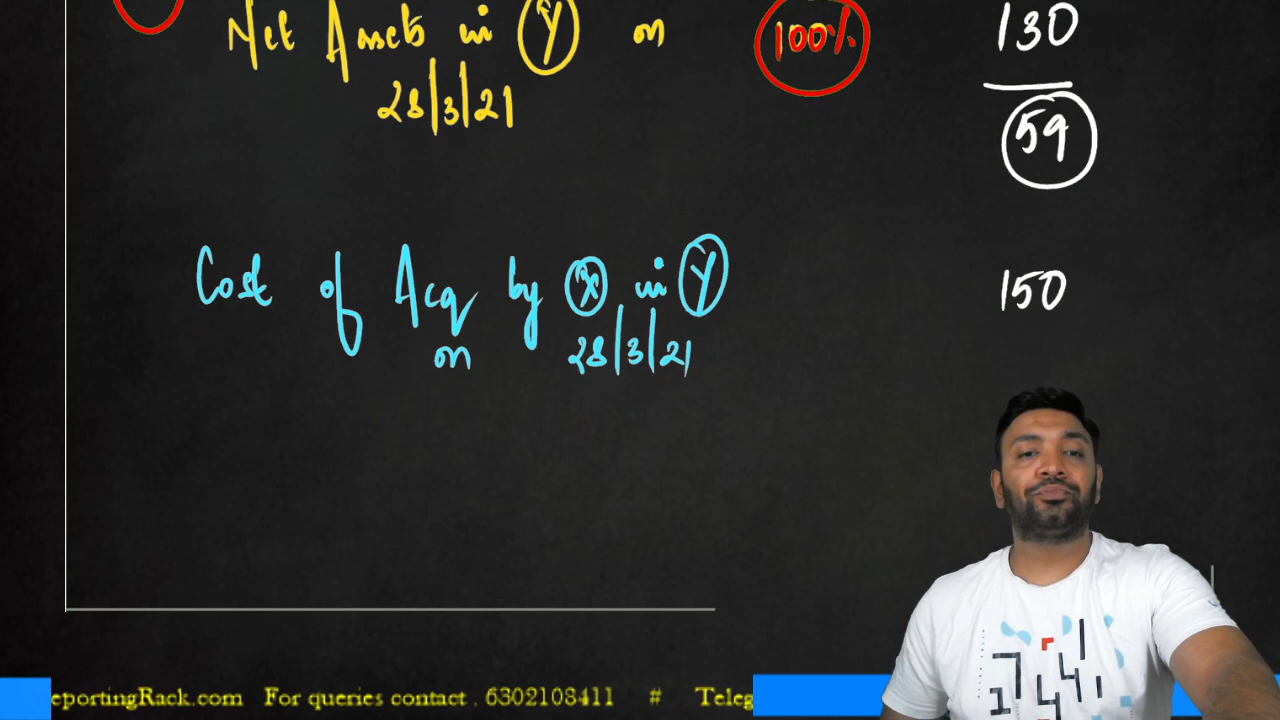 Net Assets in Y on 100% 130
28/3/21
59
Cost of Acq by X in Y 150
on 28/3/21
eportingRack.com For queries contact . 6302108411 # Teleg